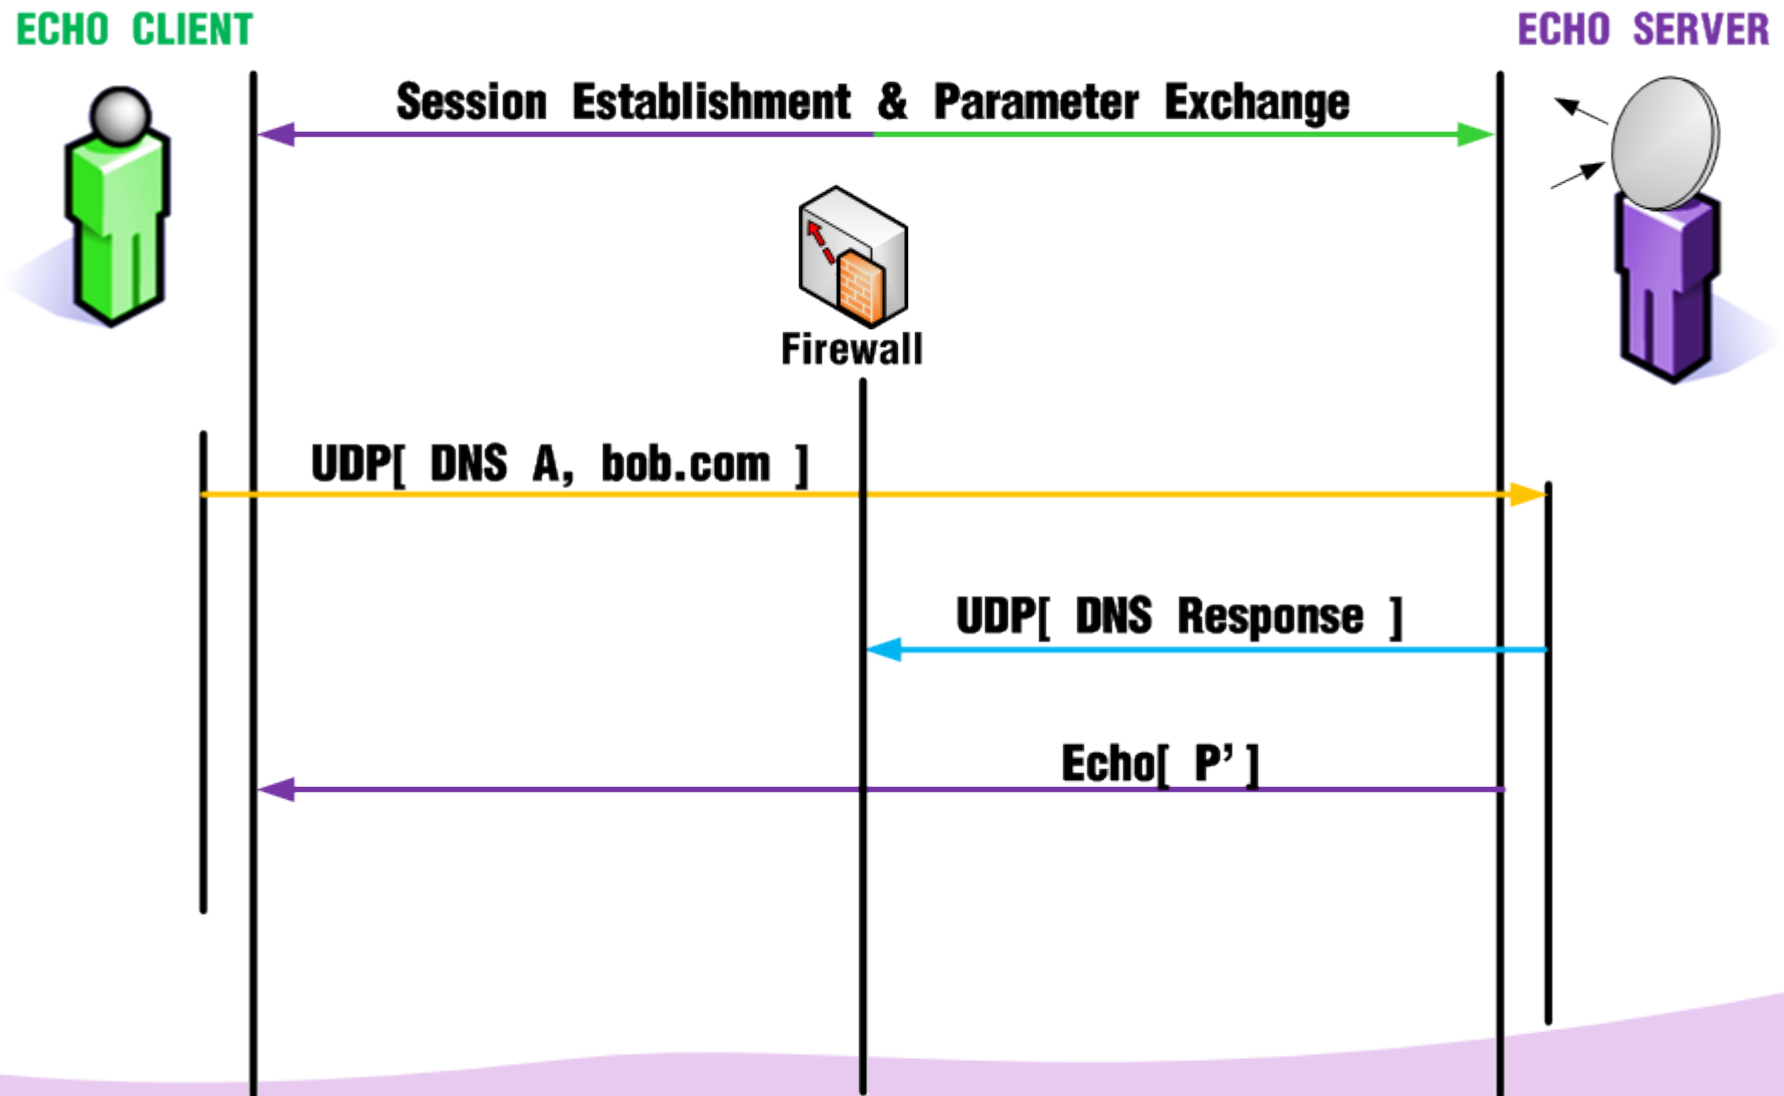 ECHO CLIENT
ECHO SERVER
Session Establishment & Parameter Exchange
Firewall
UDP[ DNS A, bob.com ]
UDP[ DNS Response ]
Echo[ P’ ]